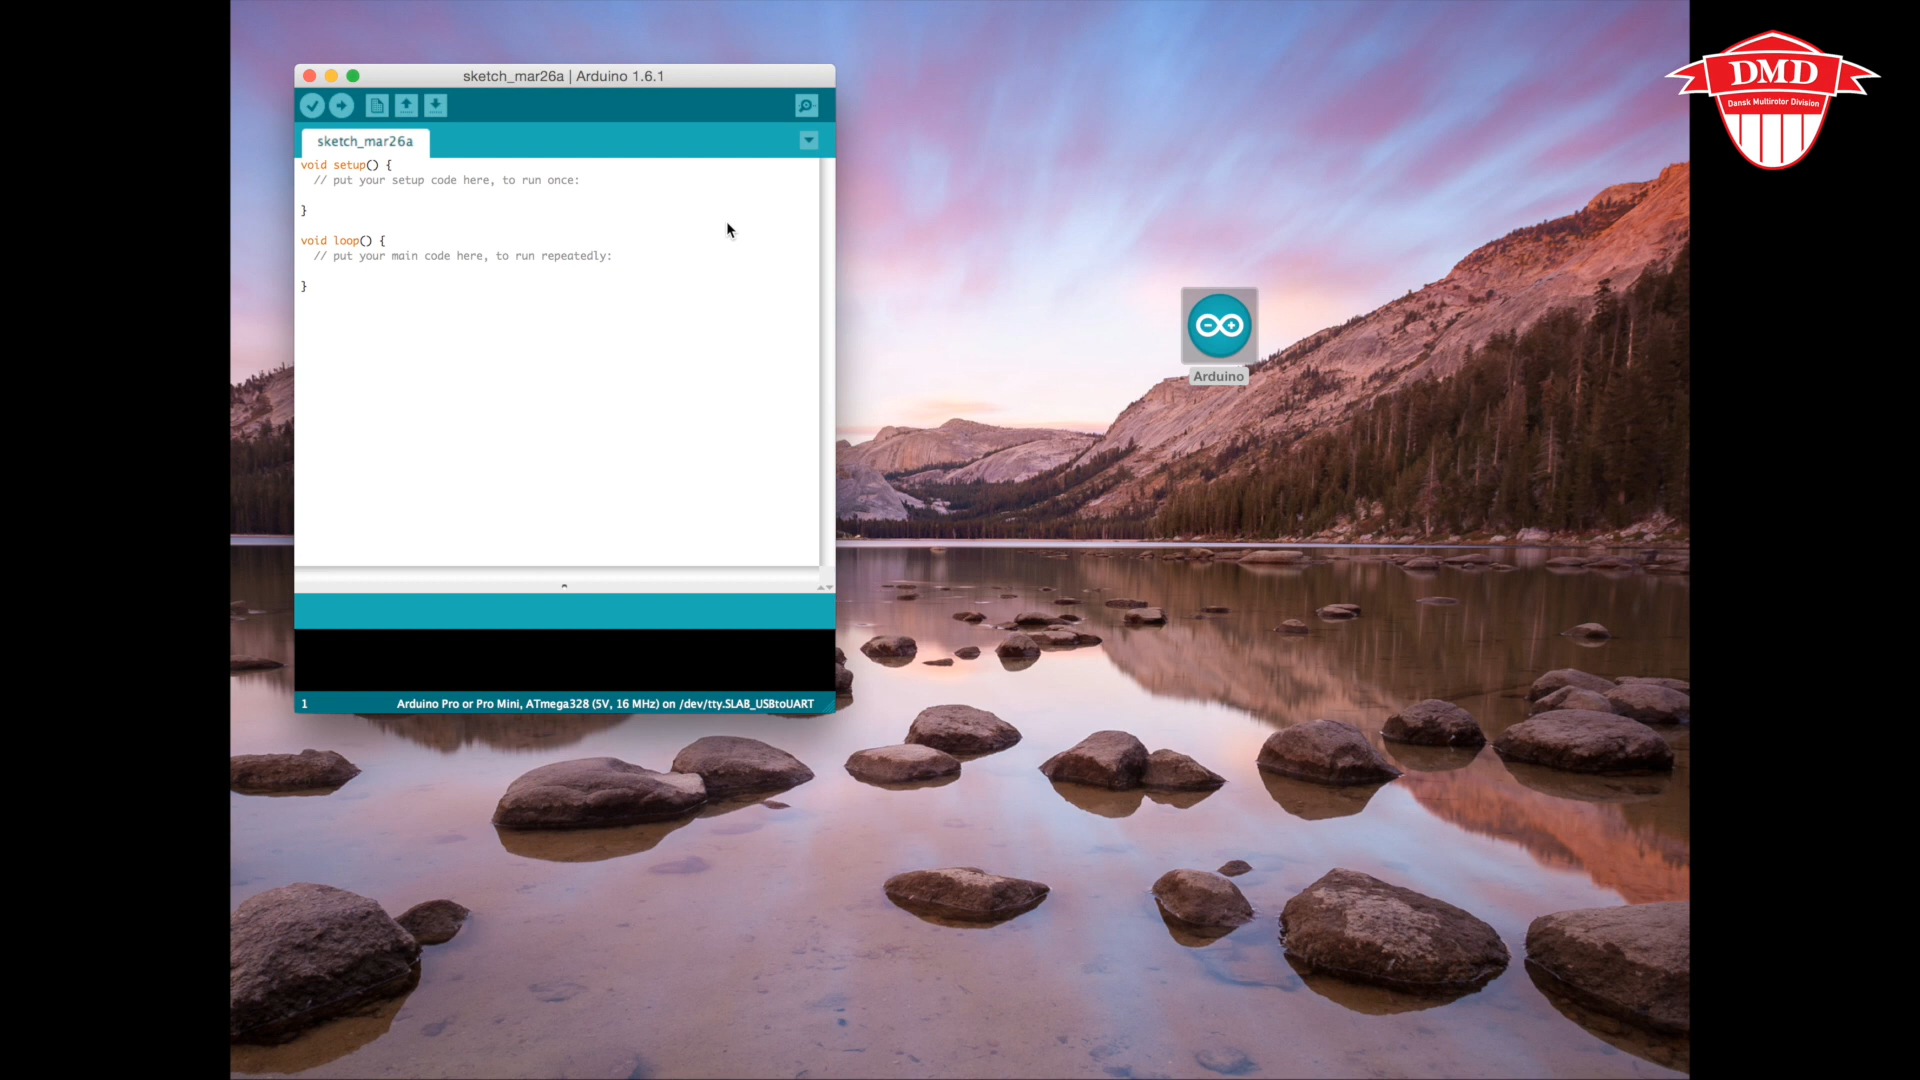 sketch_mar26a | Arduino 1.6.1
sketch_mar26a
void setup() {
// put your setup code here, to run once:
}
void loop() {
// put your main code here, to run repeatedly:
}
1
Arduino Pro or Pro Mini, ATmega328 (5V, 16 MHz) on /dev/tty.SLAB_USBtoUART
Arduino
DMD
Dansk Multirotor Division